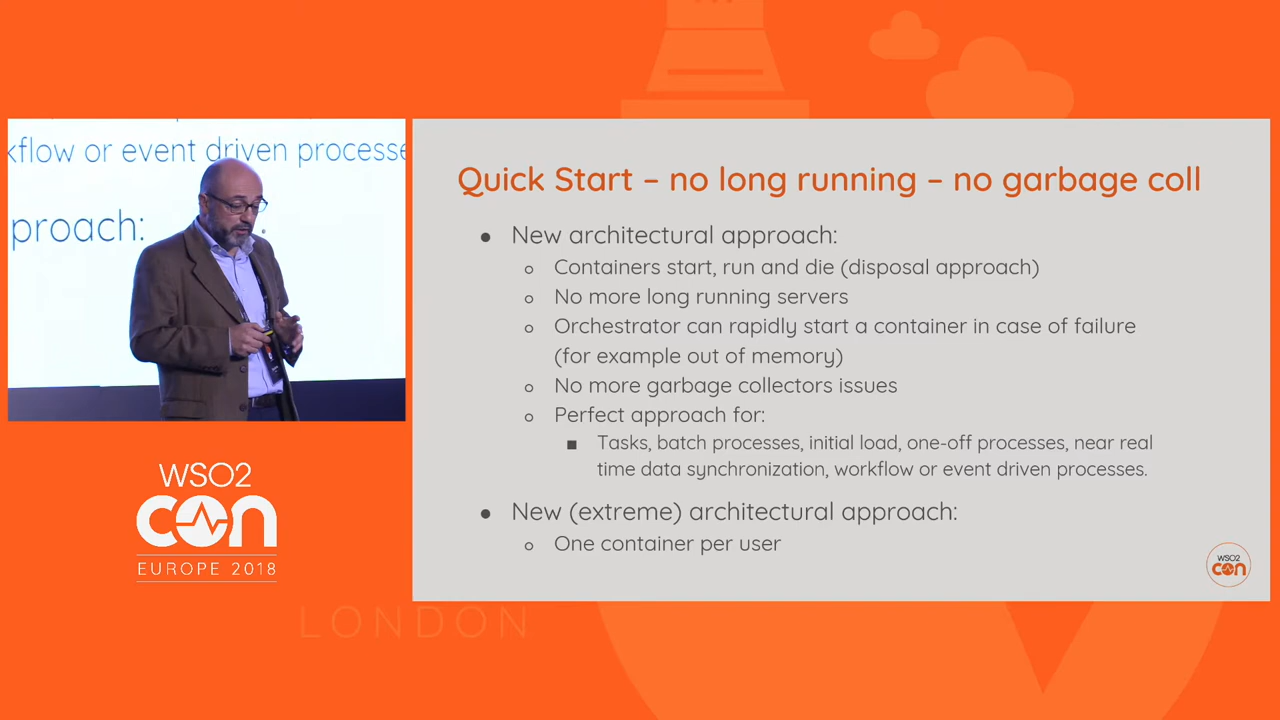 kflow or event driven processe
proach:
WSO2
con
EUROPE 2018
LONDON
Quick Start – no long running – no garbage coll
● New architectural approach:
o Containers start, run and die (disposal approach)
o No more long running servers
o Orchestrator can rapidly start a container in case of failure
(for example out of memory)
o No more garbage collectors issues
o Perfect approach for:
■ Tasks, batch processes, initial load, one-off processes, near real
time data synchronization, workflow or event driven processes.
● New (extreme) architectural approach:
o One container per user
WSO2
con